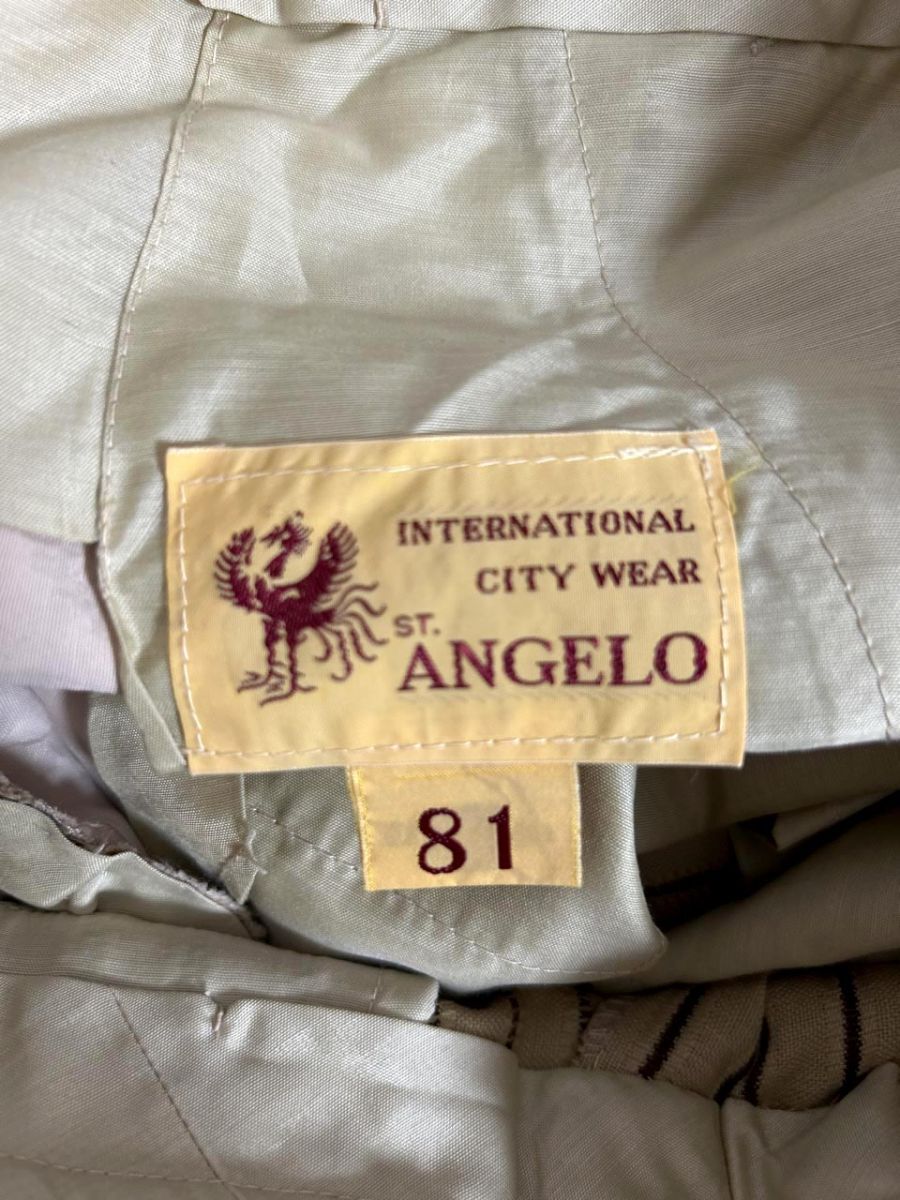 INTERNATIONAL
CITY WEAR
ST.
ANGELO
81